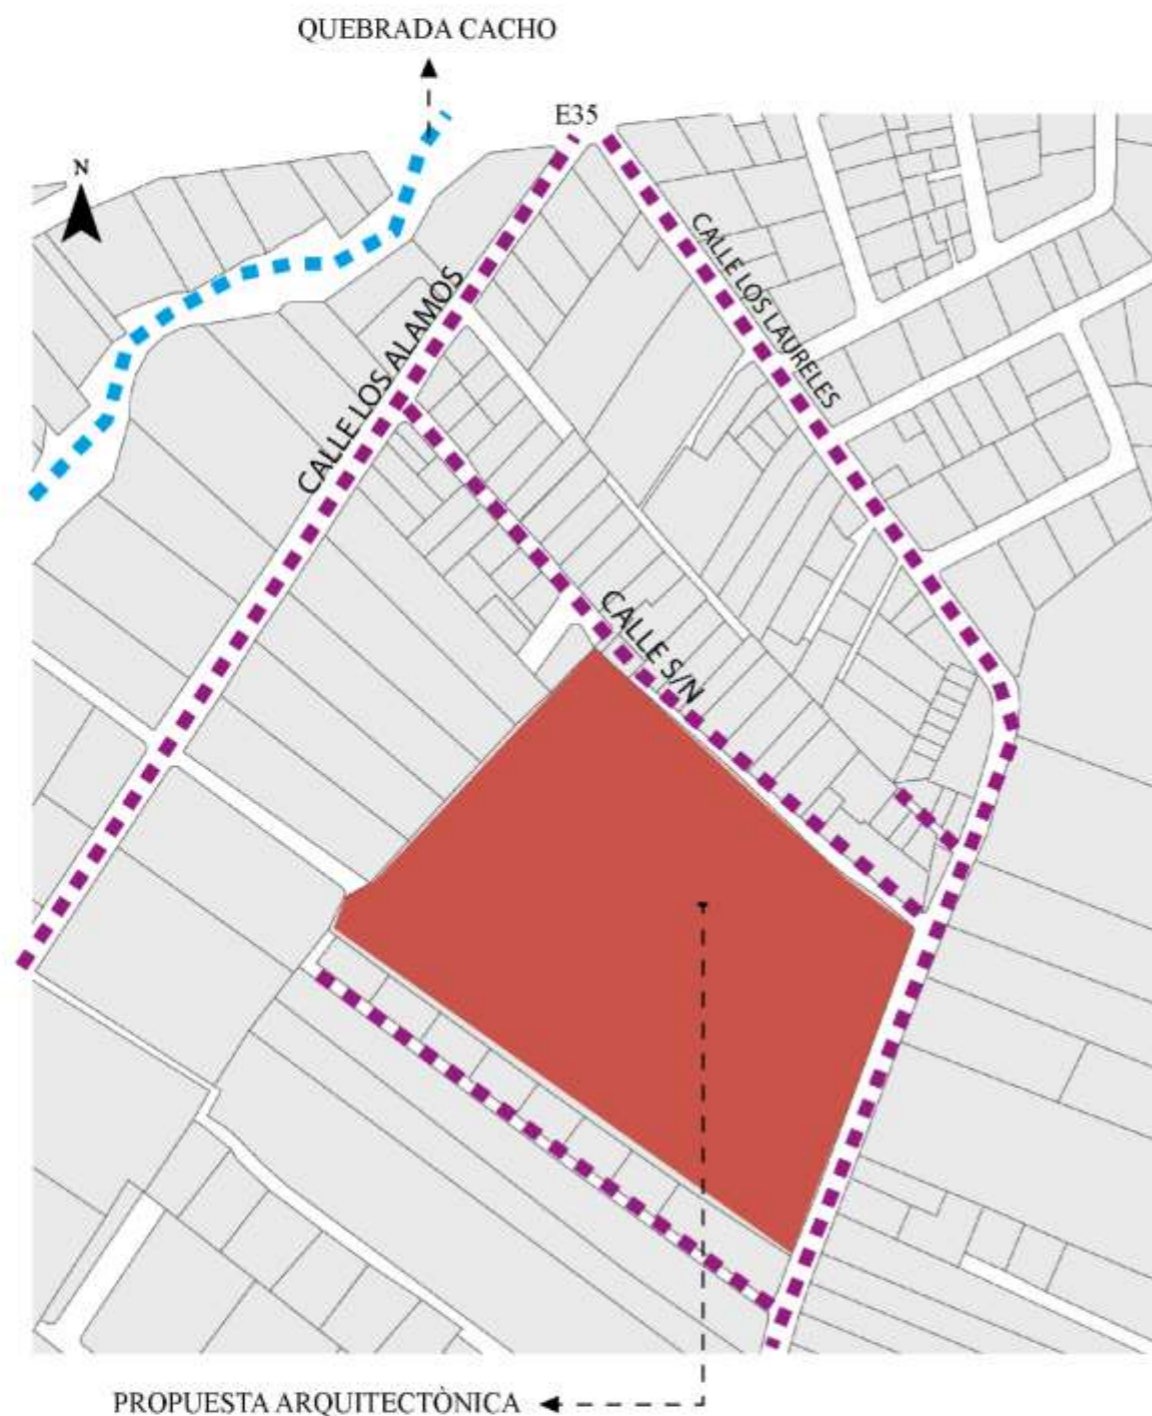 QUEBRADA CACHO
E35
N
CALLE LOS LAURELES
CALLE LOS ALAMOS
CALLE S/N
PROPUESTA ARQUITECTÒNICA